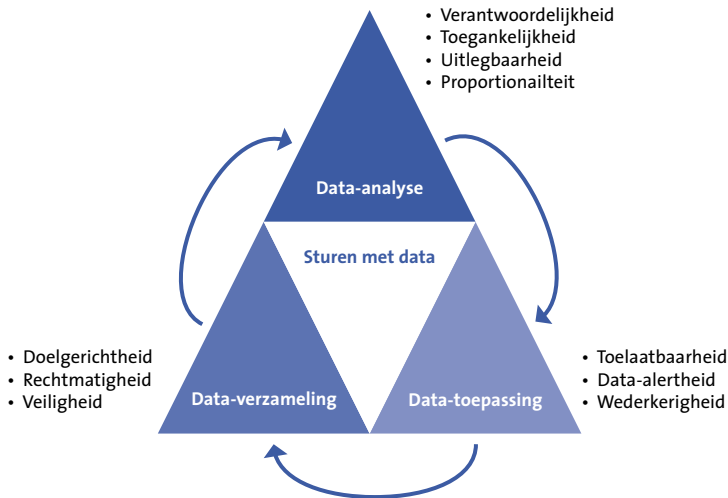 • Verantwoordelijkheid
• Toegankelijkheid
• Uitlegbaarheid
• Proportionailteit
Data-analyse
Sturen met data
• Doelgerichtheid
• Rechtmatigheid
• Veiligheid
Data-verzameling
Data-toepassing
• Toelaatbaarheid
• Data-alertheid
• Wederkerigheid